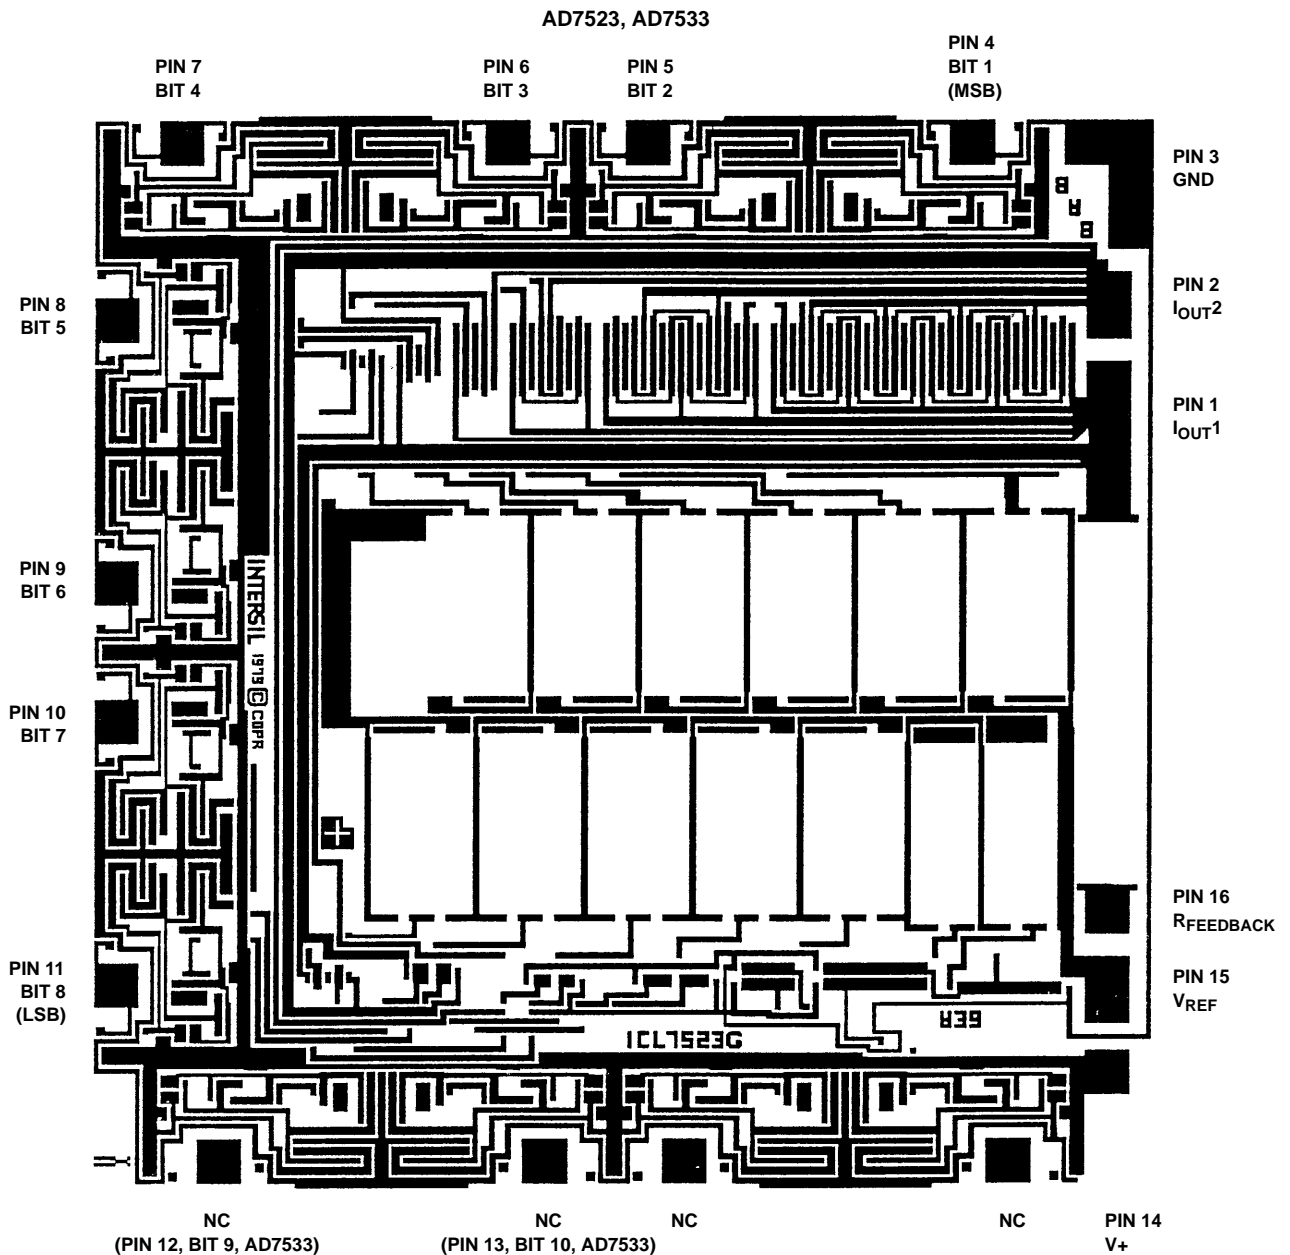 AD7523, AD7533
PIN 7
BIT 4
PIN 6
BIT 3
PIN 5
BIT 2
PIN 4
BIT 1
(MSB)
PIN 3
GND
PIN 2
IOUT2
PIN 1
IOUT1
PIN 8
BIT 5
PIN 9
BIT 6
INTERSIL
© COPR
PIN 10
BIT 7
PIN 16
RFEEDBACK
PIN 11
BIT 8
(LSB)
PIN 15
VREF
ICL7523G
NC
(PIN 12, BIT 9, AD7533)
NC
(PIN 13, BIT 10, AD7533)
NC
NC
PIN 14
V+